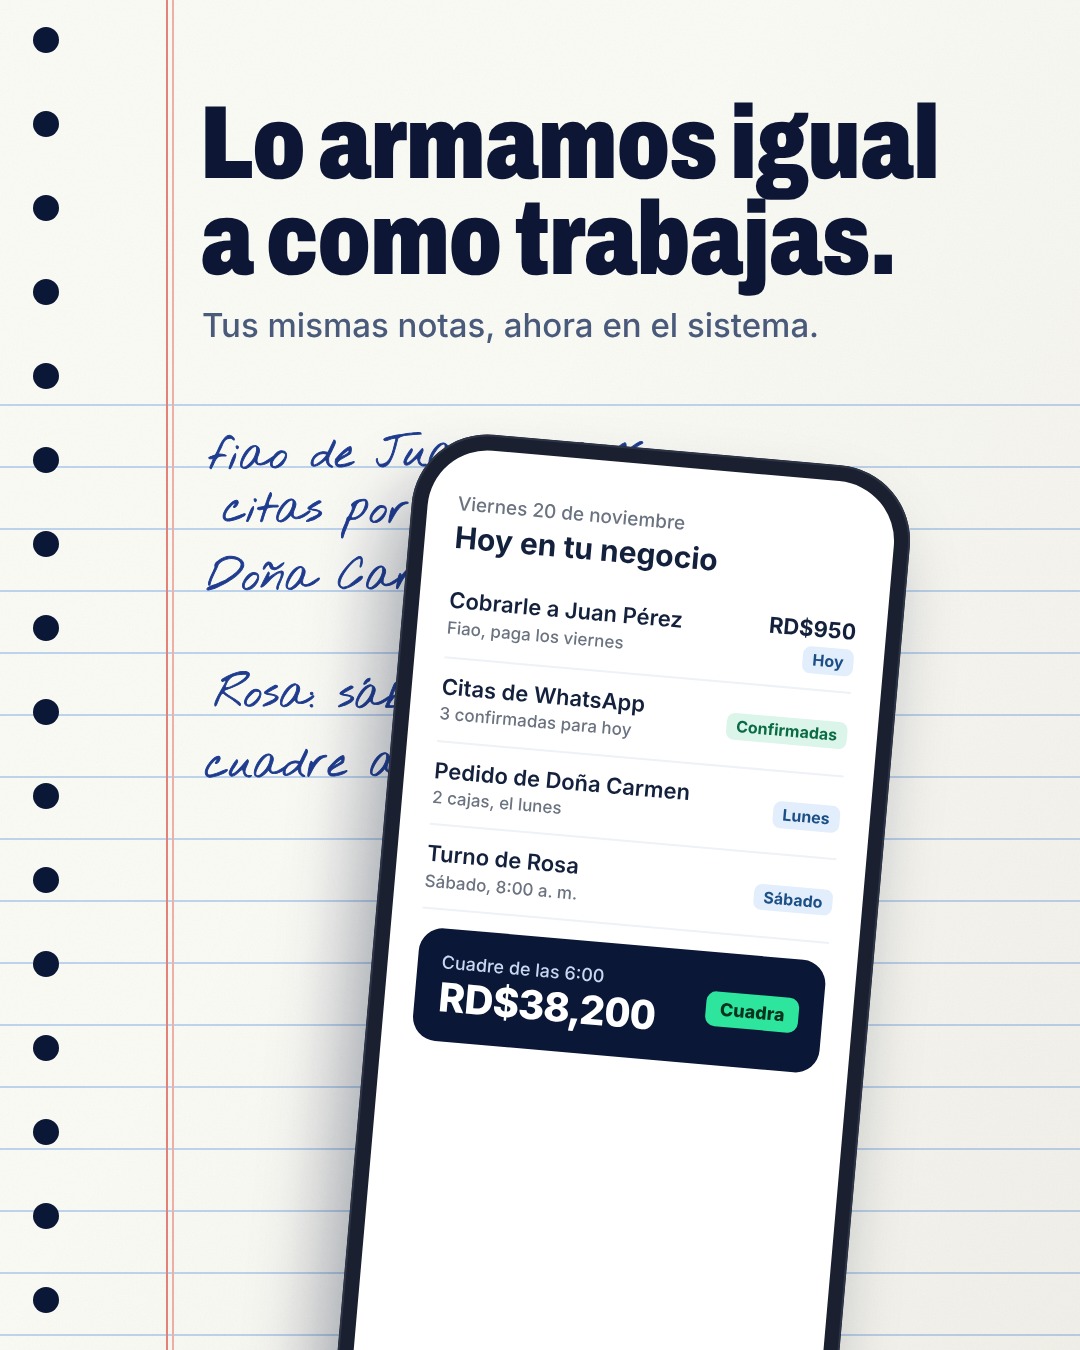 Lo armamos igual
a como trabajas.
Tus mismas notas, ahora en el sistema.
fiao de
citas por
Doña
Rosa:
cuadre
Viernes 20 de noviembre
Hoy en tu negocio
Cobrarle a Juan Pérez
RD$950
Fiao, paga los viernes
Hoy
Citas de WhatsApp
3 confirmadas para hoy
Confirmadas
Pedido de Doña Carmen
2 cajas, el lunes
Lunes
Turno de Rosa
Sábado, 8:00 a. m.
Sábado
Cuadre de las 6:00
RD$38,200
Cuadra